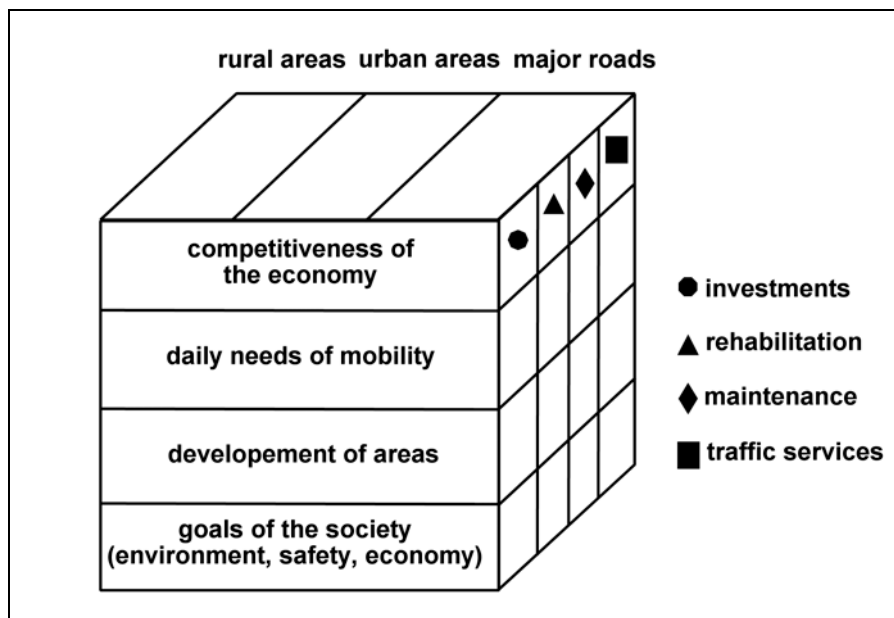 rural areas urban areas major roads
competitiveness of
the economy
daily needs of mobility
developement of areas
goals of the society
(environment, safety, economy)
investments
rehabilitation
maintenance
traffic services